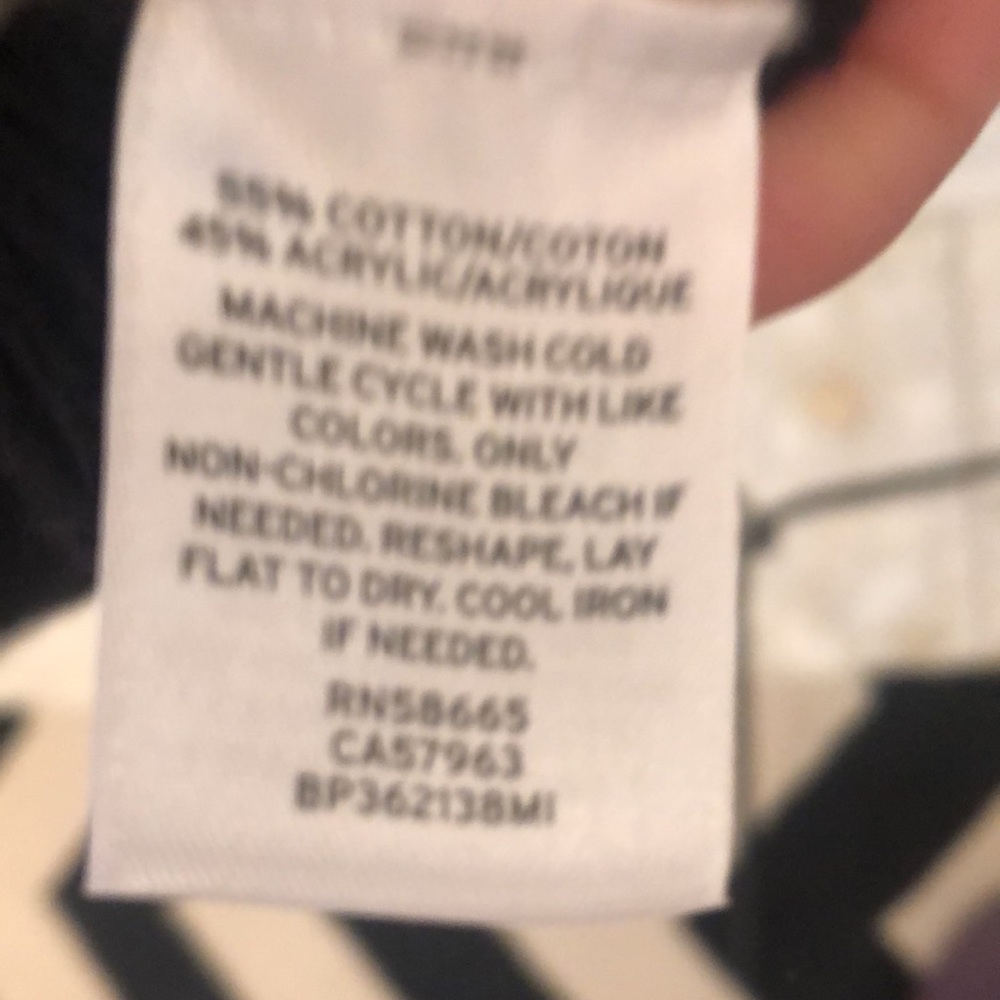 55% COTTON/COTON
45% ACRYLIC/ACRYLIQUE
MACHINE WASH COLD
GENTLE CYCLE WITH LIKE
COLORS. ONLY
NON-CHLORINE BLEACH IF
NEEDED. RESHAPE, LAY
FLAT TO DRY. COOL IRON
IF NEEDED.
RN58665
CA57963
BP362138MI